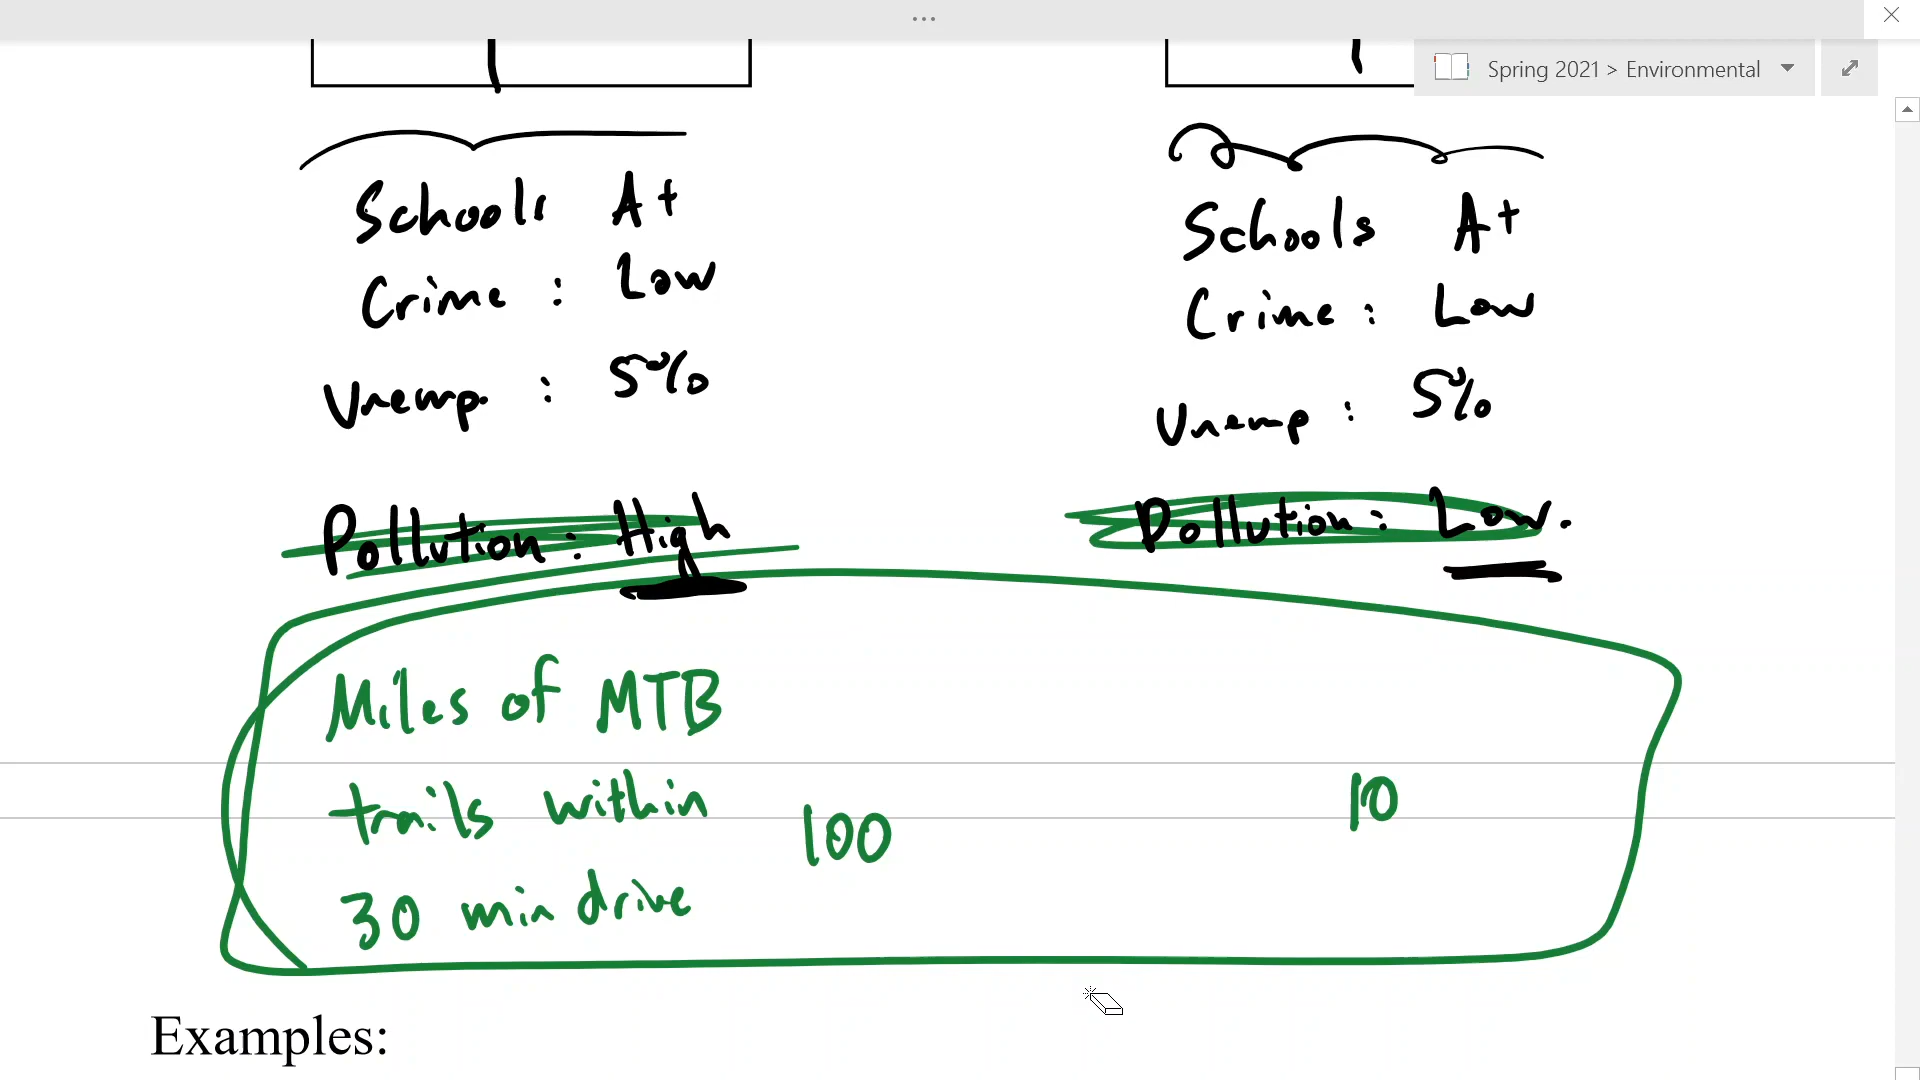 ...
Spring 2021 > Environmental
Schools A+
Crime : Low
Unemp. : 5%
Pollution : High
Schools A+
Crime : Low
Unemp : 5%
Pollution : Low.
Miles of MTB
trails within
30 min drive
100
10
Examples: